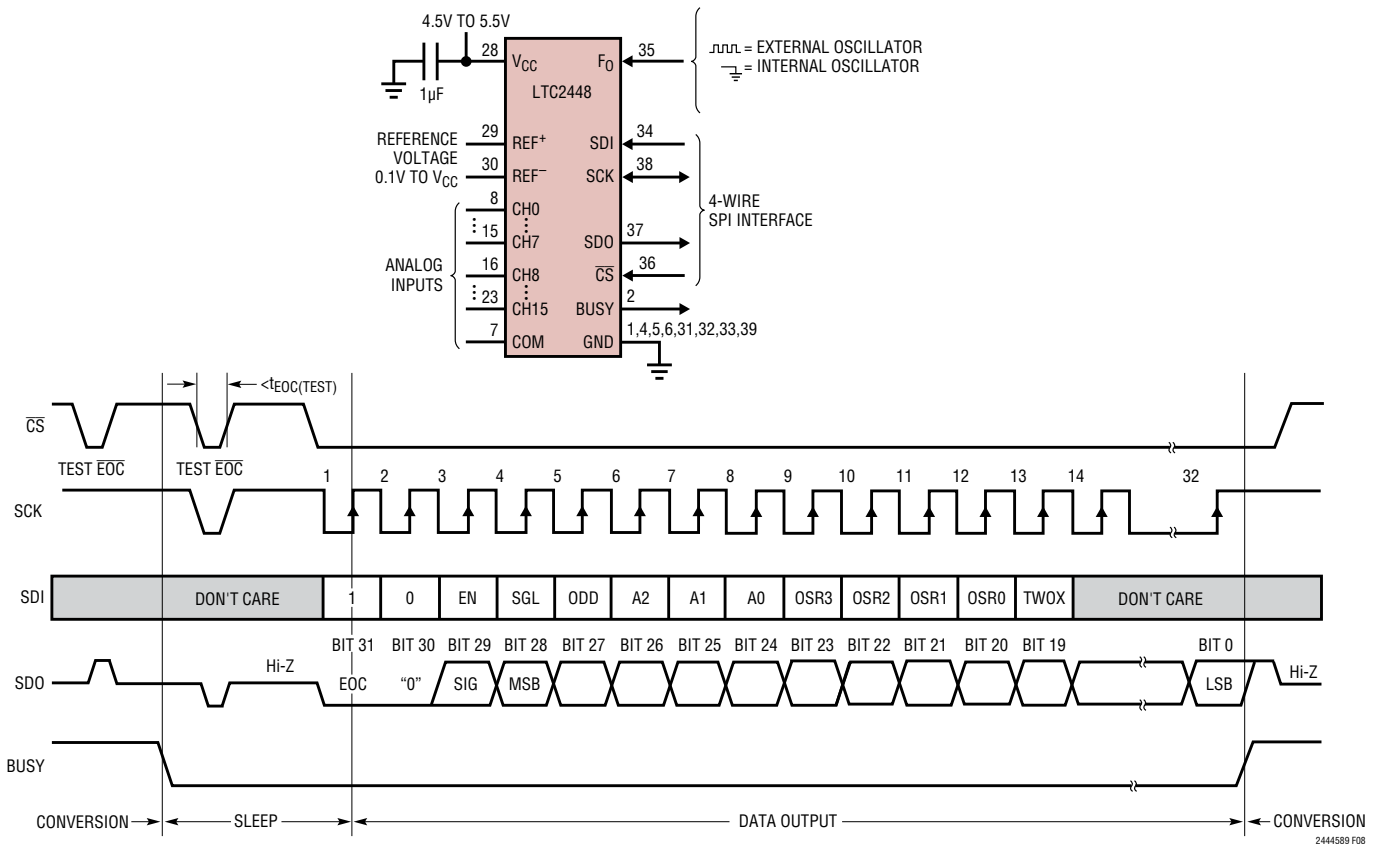 4.5V TO 5.5V
1µF
28 VCC
LTC2448
FO 35
= EXTERNAL OSCILLATOR
= INTERNAL OSCILLATOR
REFERENCE
VOLTAGE
0.1V TO VCC
29 REF+
30 REF–
SDI 34
SCK 38
SDO 37
CS 36
BUSY 2
GND 1,4,5,6,31,32,33,39
4-WIRE
SPI INTERFACE
ANALOG
INPUTS
8 CH0
15 CH7
16 CH8
23 CH15
7 COM
<tEOC(TEST)
CS
TEST EOC TEST EOC
1 2 3 4 5 6 7 8 9 10 11 12 13 14 32
SCK
SDI DON'T CARE 1 0 EN SGL ODD A2 A1 A0 OSR3 OSR2 OSR1 OSR0 TWOX DON'T CARE
BIT 31 BIT 30 BIT 29 BIT 28 BIT 27 BIT 26 BIT 25 BIT 24 BIT 23 BIT 22 BIT 21 BIT 20 BIT 19 BIT 0
SDO Hi-Z EOC “0” SIG MSB LSB Hi-Z
BUSY
CONVERSION SLEEP DATA OUTPUT CONVERSION
2444589 F08